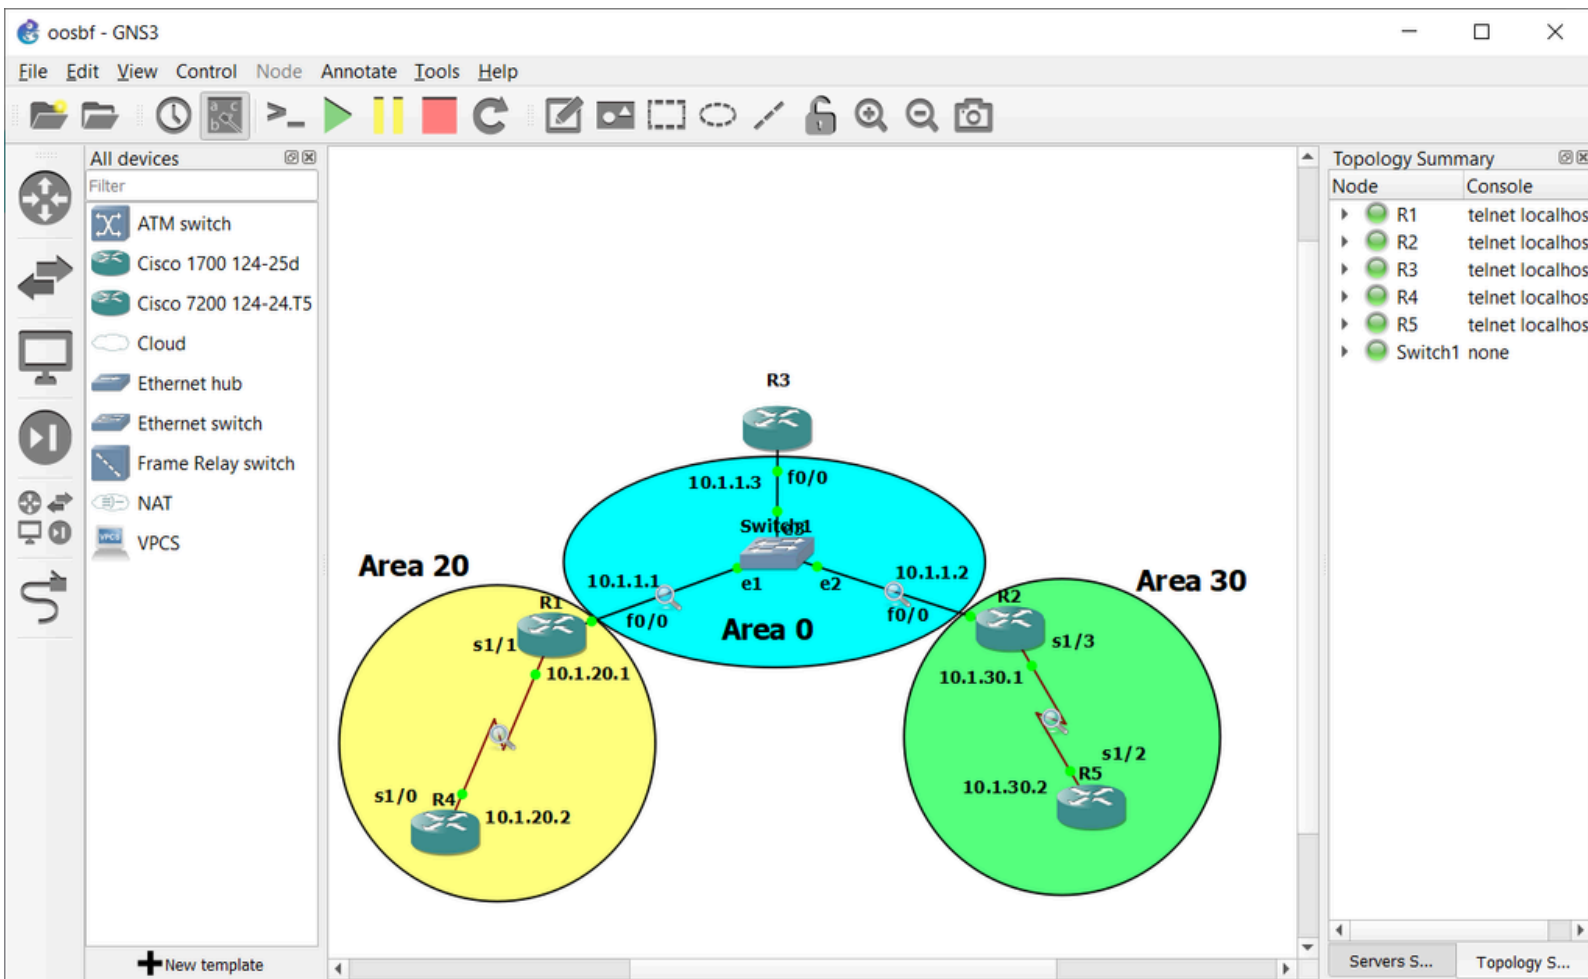 oosbf - GNS3
File Edit View Control Node Annotate Tools Help
All devices
Filter
ATM switch
Cisco 1700 124-25d
Cisco 7200 124-24.T5
Cloud
Ethernet hub
Ethernet switch
Frame Relay switch
NAT
VPCS
New template
R3
10.1.1.3 f0/0
Switch1
e1 e2
10.1.1.1
10.1.1.2
f0/0
f0/0
Area 0
Area 20
R1
s1/1
10.1.20.1
s1/0 R4
10.1.20.2
Area 30
R2
s1/3
10.1.30.1
s1/2
R5
10.1.30.2
Topology Summary
Node Console
R1 telnet localhos
R2 telnet localhos
R3 telnet localhos
R4 telnet localhos
R5 telnet localhos
Switch1 none
Servers S... Topology S...